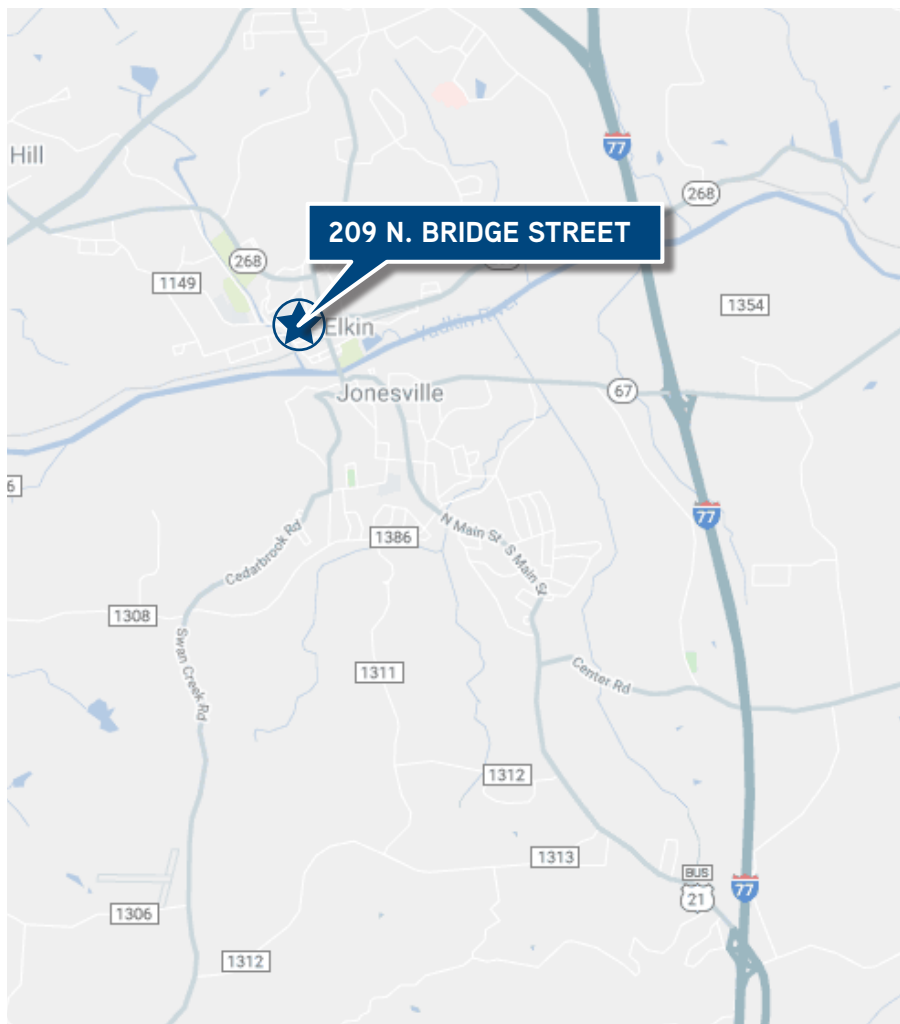 77
Hill
268
209 N. BRIDGE STREET
268
1149
1354
Elkin
Yadkin River
67
Jonesville
6
77
N Main St
S Main St
1386
Cedarbrook Rd
1308
Swan Creek Rd
1311
Center Rd
1312
1313
BUS
21
77
1306
1312